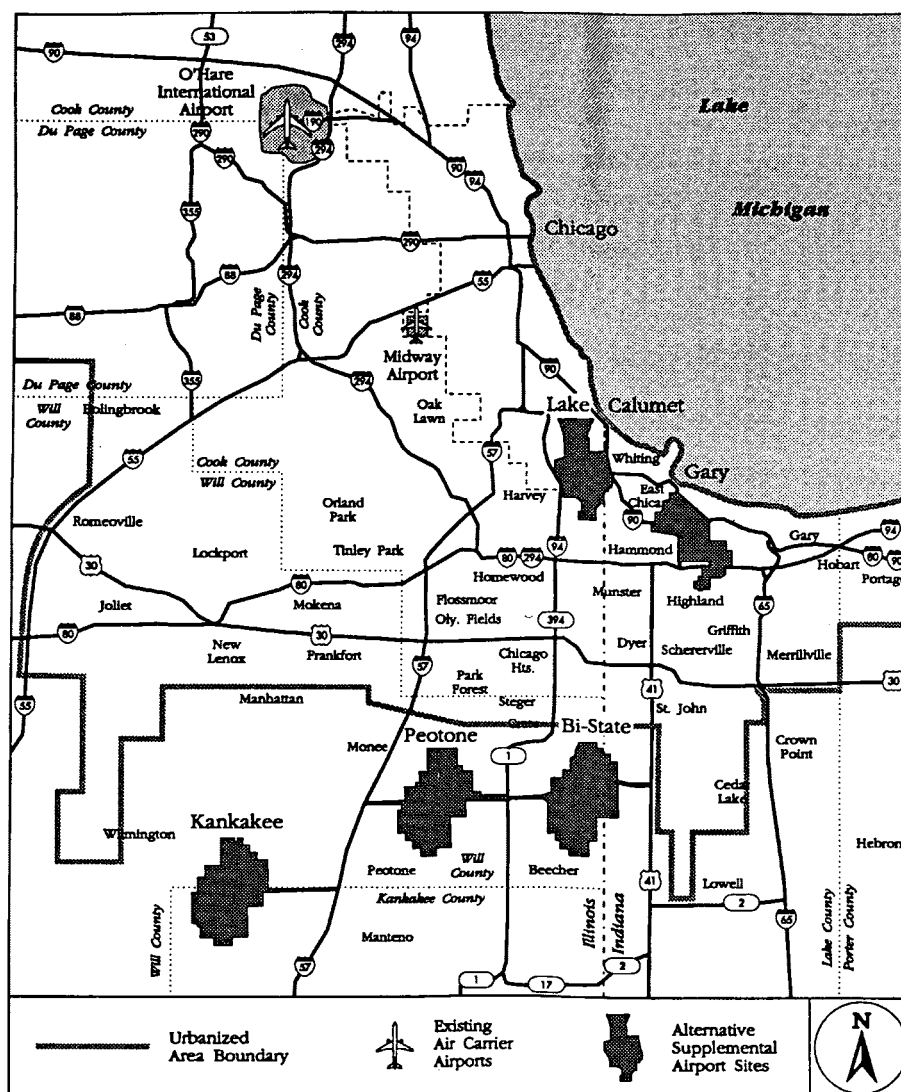 53
294
94
90
O'Hare
International
Airport
Lake
Cook County
Du Page County
290
190
294
290
90
94
355
Michigan
Chicago
290
88
294
55
88
Du Page
County
Cook
County
Midway
Airport
90
355
294
Du Page County
Will
County
Bolingbrook
Oak
Lawn
Lake Calumet
55
57
Whiting
Gary
Cook County
Will County
Harvey
East
Romeoville
Orland
Park
90
94
Lockport
Tinley Park
94
Hammond
Gary
30
80
294
Homewood
Hobart
80
90
Portage
Joliet
80
Mokena
Flossmoor
Munster
Highland
65
Oly. Fields
394
80
New
Lenox
30
Frankfort
Chicago
Hts.
Dyer
Griffith
Schererville
Merrillville
57
Park
Forest
41
30
55
Manhattan
Steger
St. John
Monee
Peotone
Bi-State
1
Crown
Point
Cedar
Lake
Wilmington
Kankakee
Hebron
Peotone
Will
County
Beecher
41
Lowell
Kankakee County
2
Will County
Manteno
Illinois
Indiana
65
Lake County
Porter County
57
1
17
2
Urbanized
Area Boundary
Existing
Air Carrier
Airports
Alternative
Supplemental
Airport Sites
N